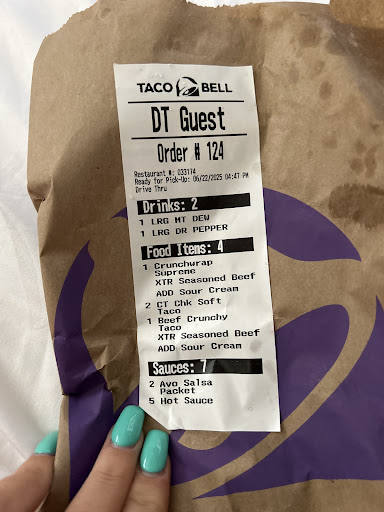 TACO BELL
DT Guest
Order # 124
Restaurant #: 033174
Ready for Pick-Up: 06/22/2025 04:47 PM
Drive Thru
Drinks: 2
1 LRG MT DEW
1 LRG DR PEPPER
Food Items: 4
1 Crunchwrap
Supreme
XTR Seasoned Beef
ADD Sour Cream
2 CT Chk Soft
Taco
1 Beef Crunchy
Taco
XTR Seasoned Beef
ADD Sour Cream
Sauces: 7
2 Avo Salsa
Packet
5 Hot Sauce